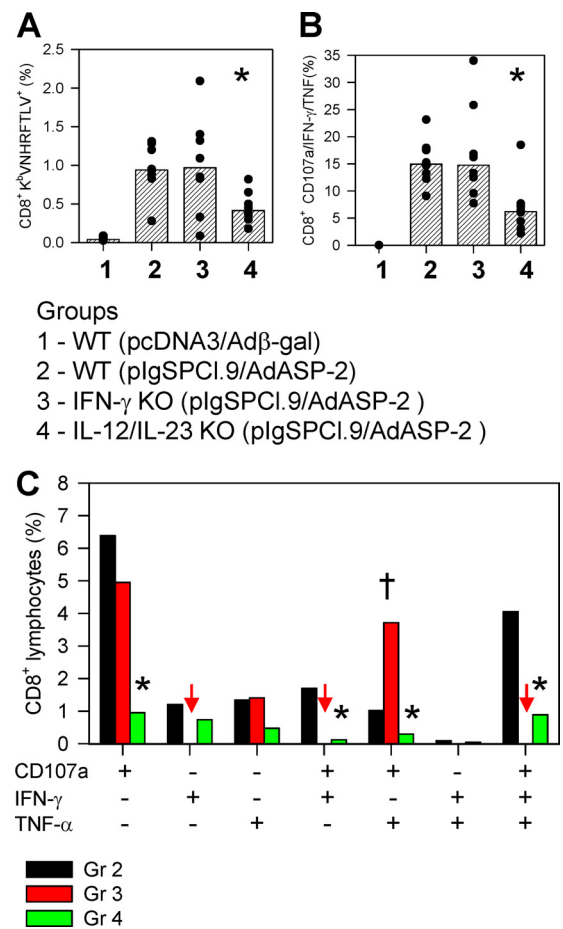 A
B
2.5
2.0
1.5
1.0
0.5
0.0
CD8+ KbVNHRFTLV+ (%)
*
1 2 3 4
35
30
25
20
15
10
5
0
CD8+ CD107a/IFN-γ/TNF(%)
*
1 2 3 4
Groups
1 - WT (pcDNA3/Adβ-gal)
2 - WT (pIgSPCl.9/AdASP-2)
3 - IFN-γ KO (pIgSPCl.9/AdASP-2 )
4 - IL-12/IL-23 KO (pIgSPCl.9/AdASP-2 )
C
8
7
6
5
4
3
2
1
0
CD8+ lymphocytes (%)
* * † * *
CD107a + - - + + - +
IFN-γ - + - + - + +
TNF-α - - + - + + +
Gr 2
Gr 3
Gr 4